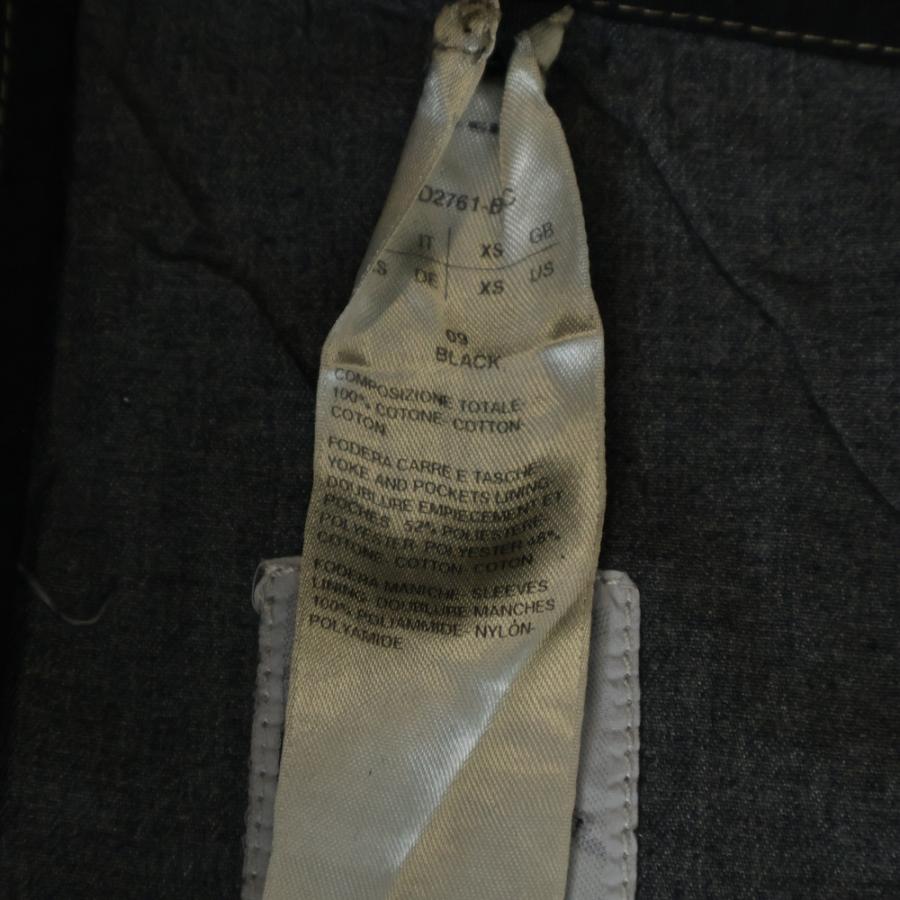 D2761-BC
IT XS GB
S DE XS US
09
BLACK
COMPOSIZIONE TOTALE:
100% COTONE- COTTON-
COTON
FODERA CARRE E TASCHE-
YOKE AND POCKETS LINING-
DOUBLURE EMPIECEMENT ET
POCHES 52% POLIESTERE-
POLYESTER- POLYESTER 48%
COTONE- COTTON- COTON
FODERA MANICHE- SLEEVES
LINING- DOUBLURE MANCHES
100% POLIAMMIDE- NYLON-
POLYAMIDE